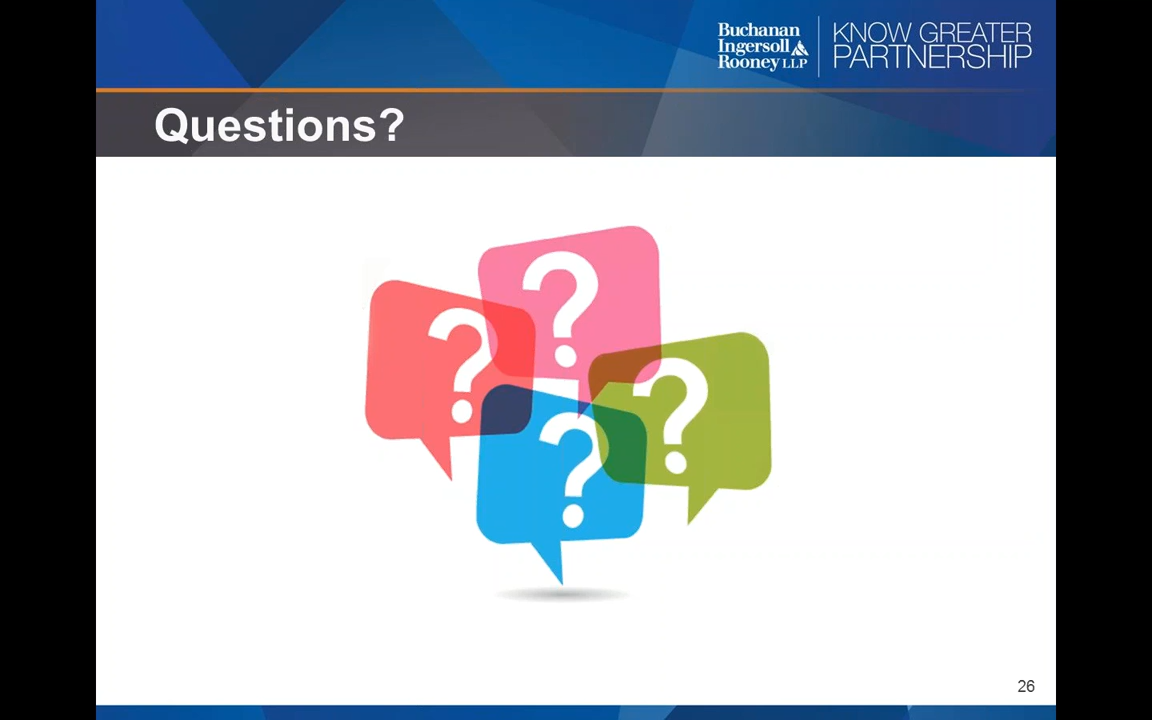 Buchanan
Ingersoll
Rooney LLP
KNOW GREATER
PARTNERSHIP
Questions?
?
?
?
?
26